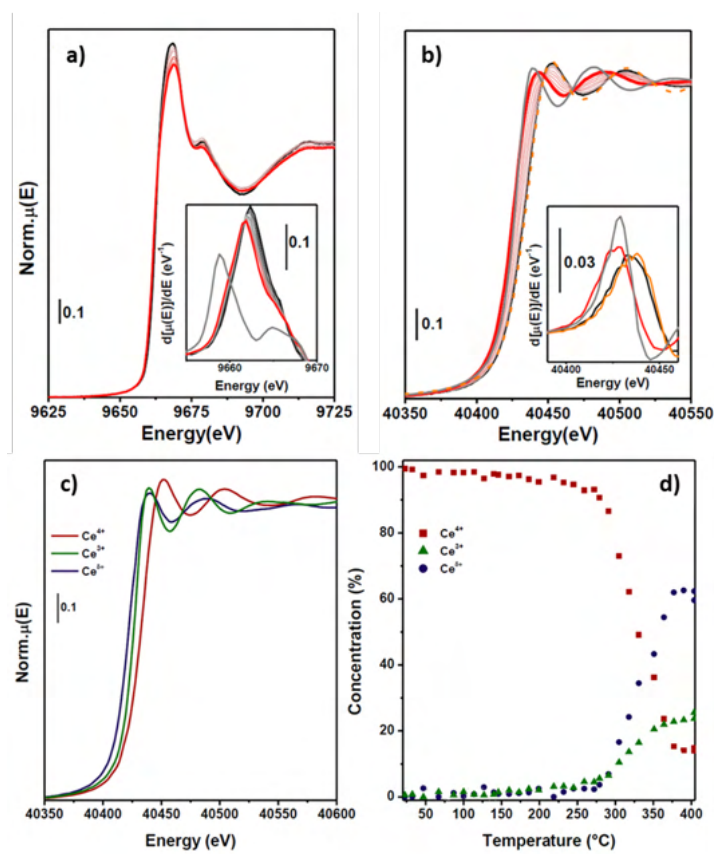 a)
Norm.μ(E)
0.1
d[μ(E)]/dE (eV⁻¹)
0.1
9660 9670
Energy (eV)
9625 9650 9675 9700 9725
Energy(eV)
b)
0.1
d[μ(E)]/dE (eV⁻¹)
0.03
40400 40450
Energy (eV)
40350 40400 40450 40500 40550
Energy(eV)
c)
Norm.μ(E)
Ce⁴⁺
Ce³⁺
Ceᵟ⁺
0.1
40350 40400 40450 40500 40550 40600
Energy (eV)
d)
Concentration (%)
100
80
60
40
20
0
Ce⁴⁺
Ce³⁺
Ceᵟ⁺
50 100 150 200 250 300 350 400
Temperature (°C)